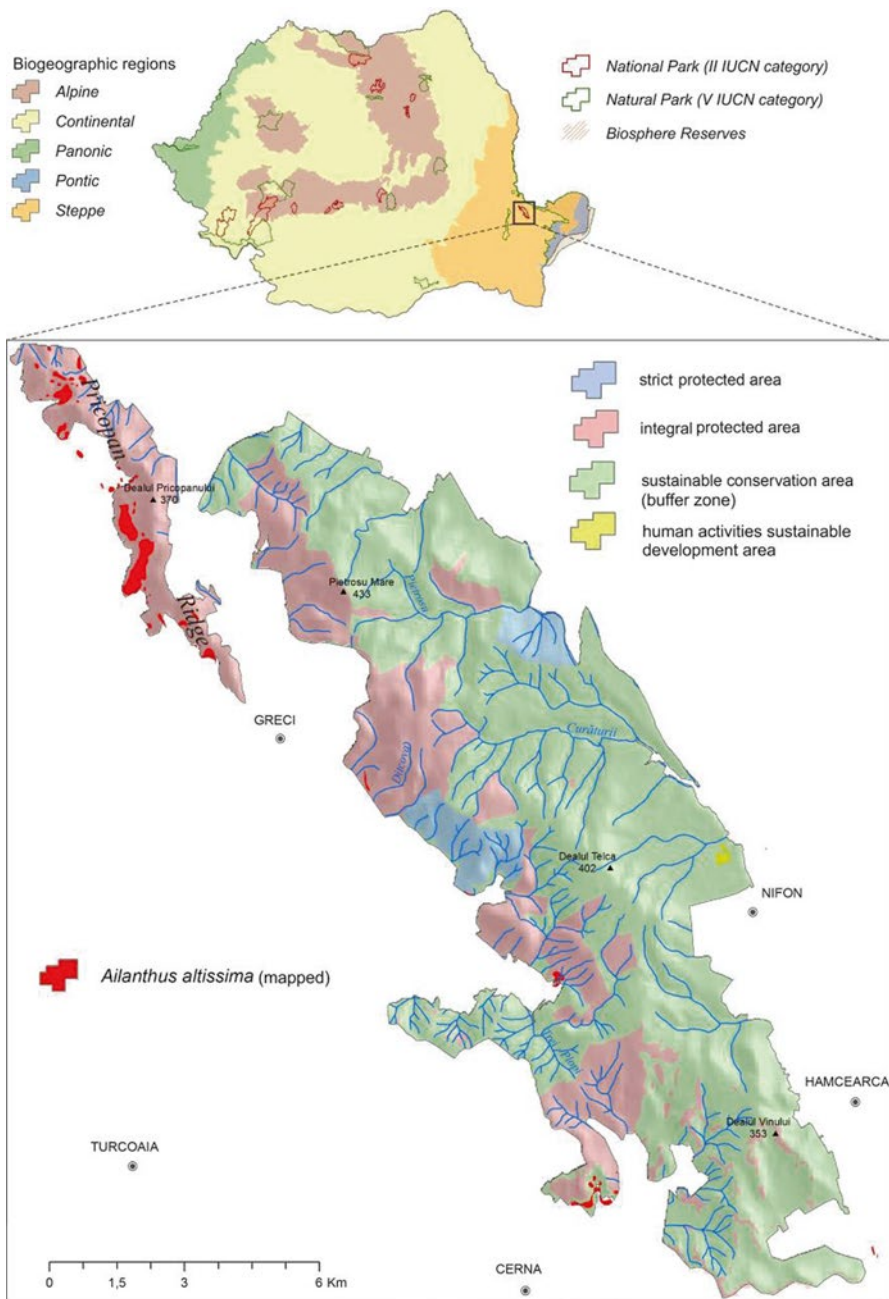 Biogeographic regions
Alpine
Continental
Panonic
Pontic
Steppe
National Park (II IUCN category)
Natural Park (V IUCN category)
Biosphere Reserves
strict protected area
integral protected area
sustainable conservation area
(buffer zone)
human activities sustainable
development area
Pricopan
Dealul Pricopanului
370
Ridge
Pietrosu Mare
433
GRECI
Curăturii
Dealul Teica
402
NIFON
Ailanthus altissima (mapped)
HAMCEARCA
Dealul Vinului
353
TURCOAIA
CERNA
0 1,5 3 6 Km